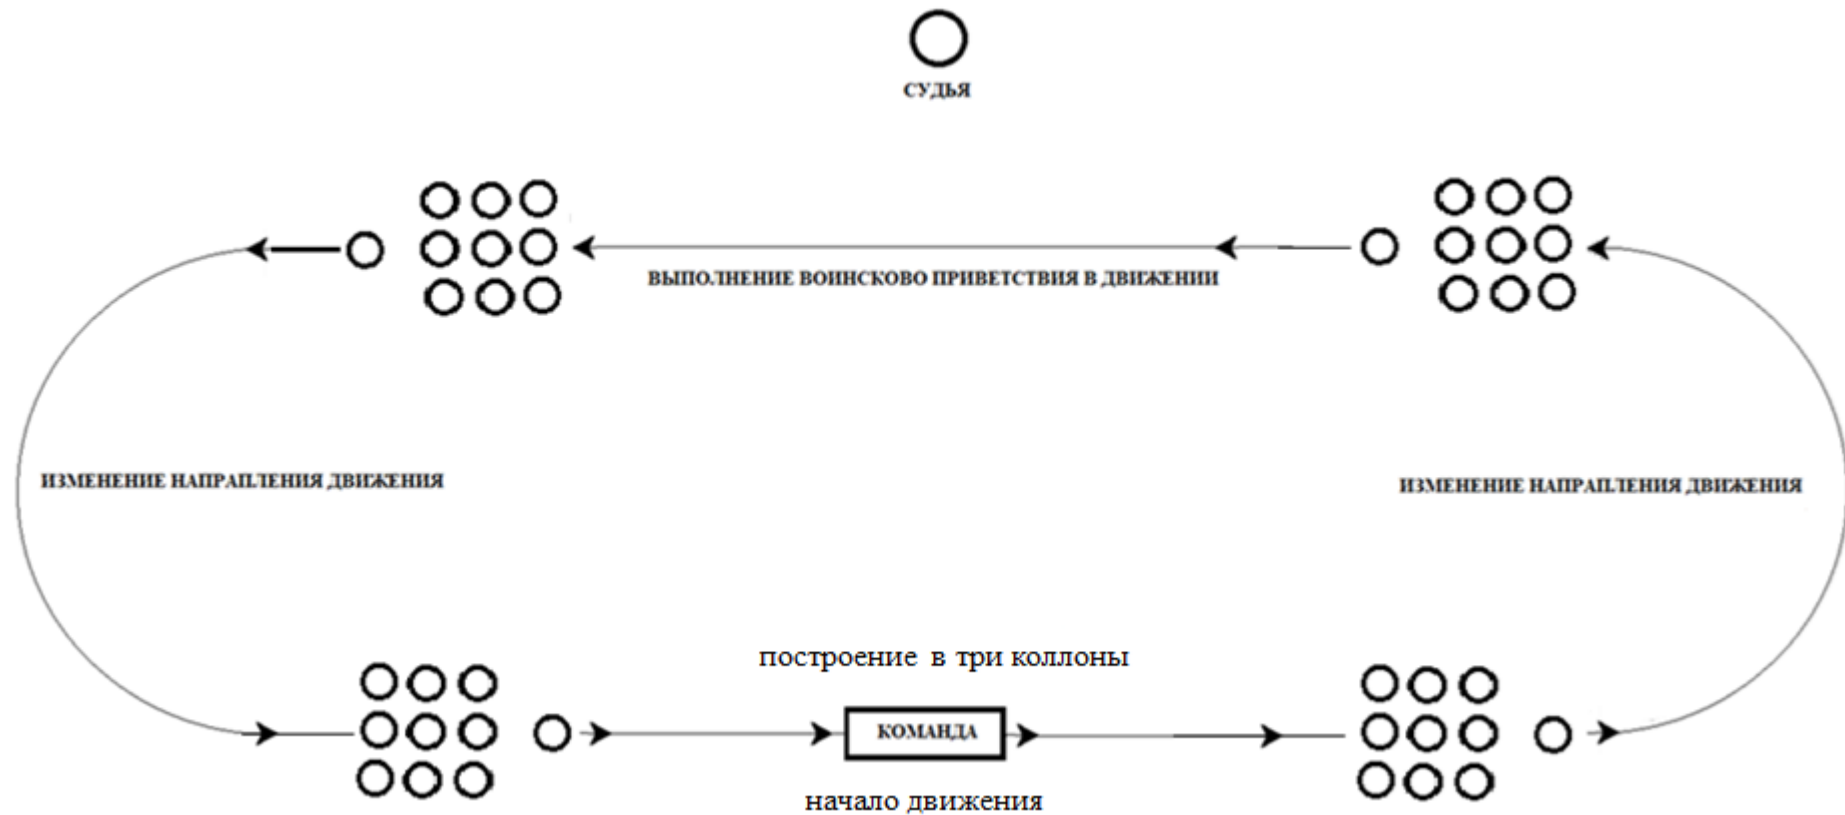 СУДЬЯ
ВЫПОЛНЕНИЕ ВОИНСКОВО ПРИВЕТСТВИЯ В ДВИЖЕНИИ
ИЗМЕНЕНИЕ НАПРАПЛЕНИЯ ДВИЖЕНИЯ
ИЗМЕНЕНИЕ НАПРАПЛЕНИЯ ДВИЖЕНИЯ
построение в три коллоны
КОМАНДА
начало движения